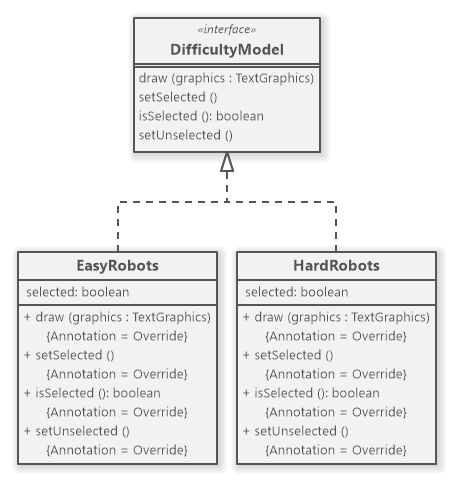 «interface»
DifficultyModel
draw (graphics : TextGraphics)
setSelected ()
isSelected (): boolean
setUnselected ()
EasyRobots
selected: boolean
+ draw (graphics : TextGraphics)
{Annotation = Override}
+ setSelected ()
{Annotation = Override}
+ isSelected (): boolean
{Annotation = Override}
+ setUnselected ()
{Annotation = Override}
HardRobots
selected: boolean
+ draw (graphics : TextGraphics)
{Annotation = Override}
+ setSelected ()
{Annotation = Override}
+ isSelected (): boolean
{Annotation = Override}
+ setUnselected ()
{Annotation = Override}